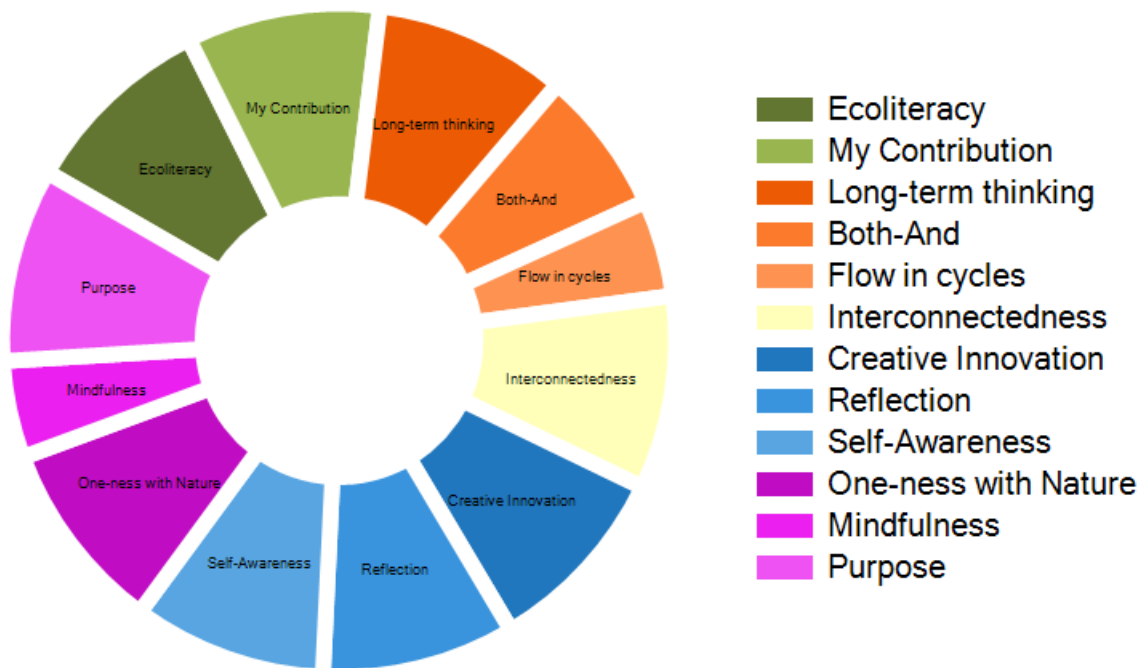 My Contribution
Long-term thinking
Ecoliteracy
Both-And
Flow in cycles
Purpose
Interconnectedness
Mindfulness
One-ness with Nature
Creative Innovation
Self-Awareness
Reflection
Ecoliteracy
My Contribution
Long-term thinking
Both-And
Flow in cycles
Interconnectedness
Creative Innovation
Reflection
Self-Awareness
One-ness with Nature
Mindfulness
Purpose